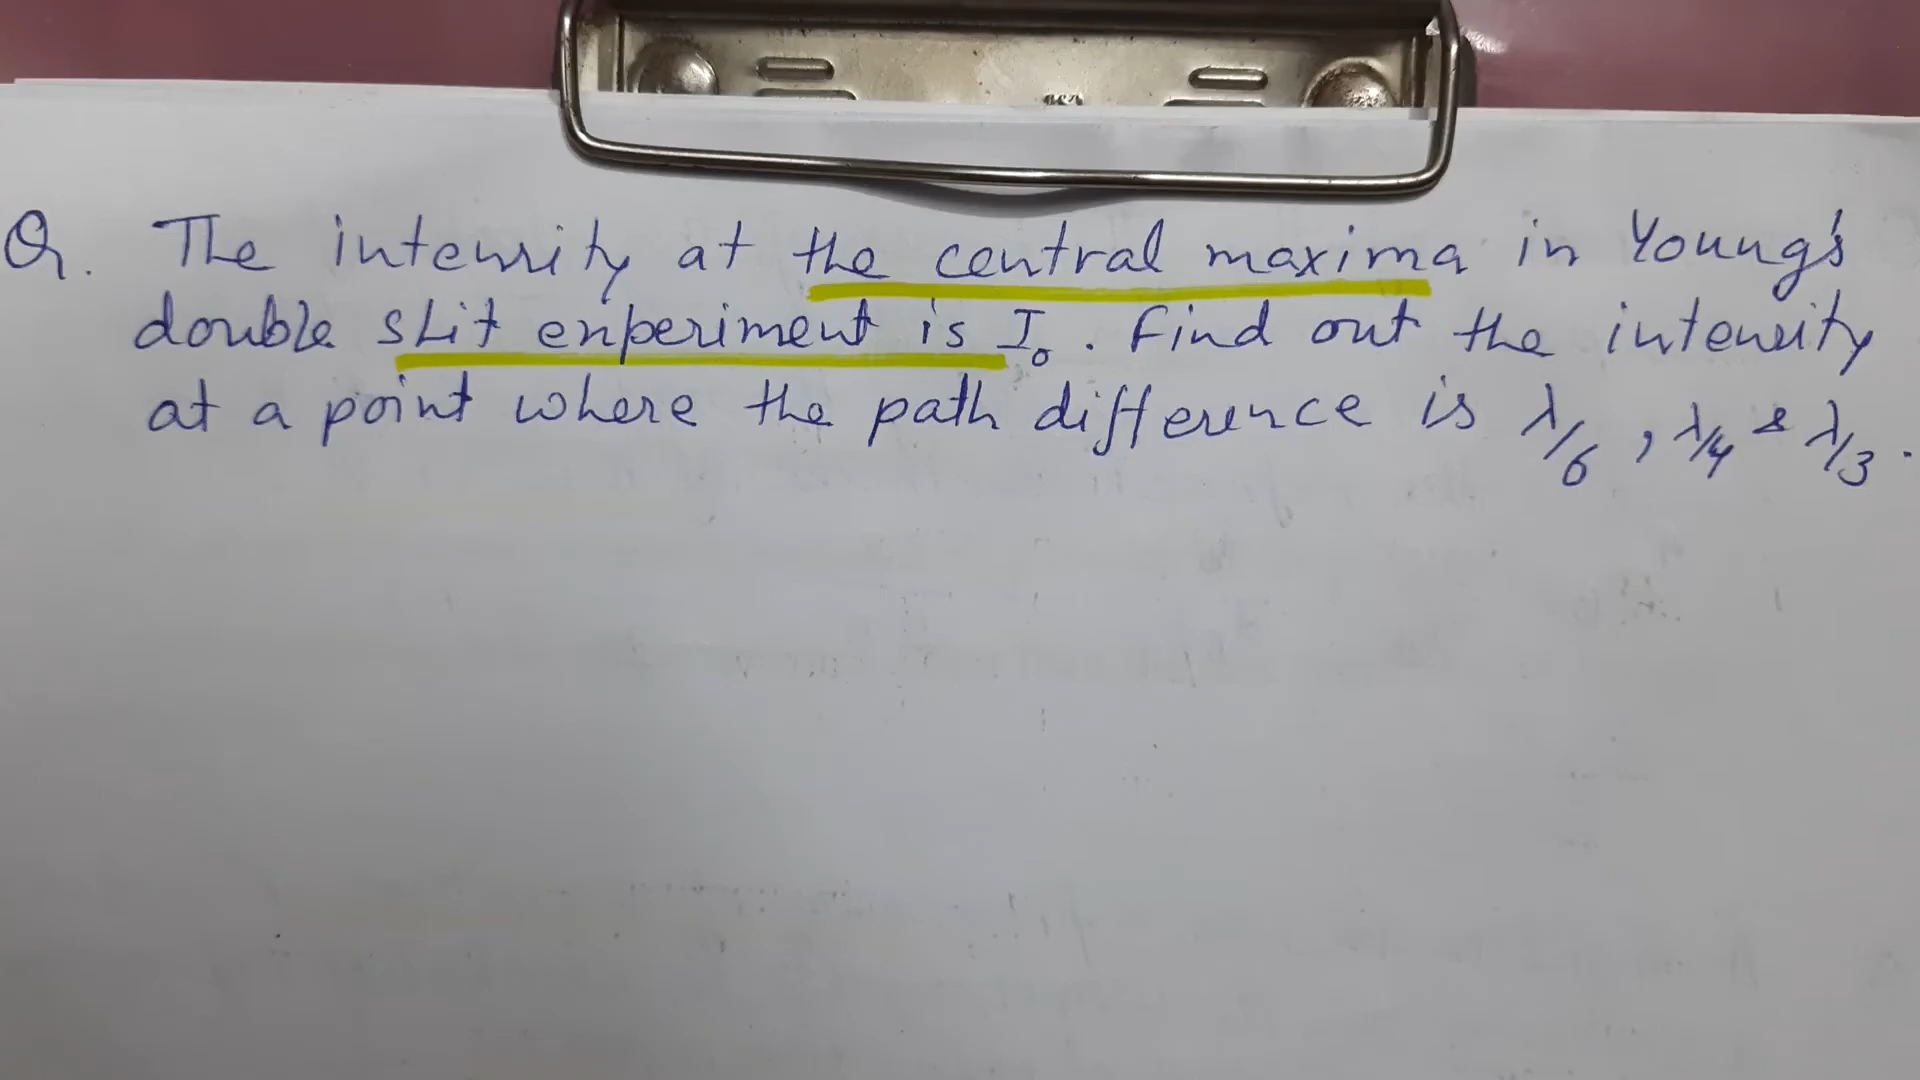 Q. The intensity at the central maxima in Young's
double slit experiment is I₀. Find out the intensity
at a point where the path difference is λ/6, λ/4 & λ/3.